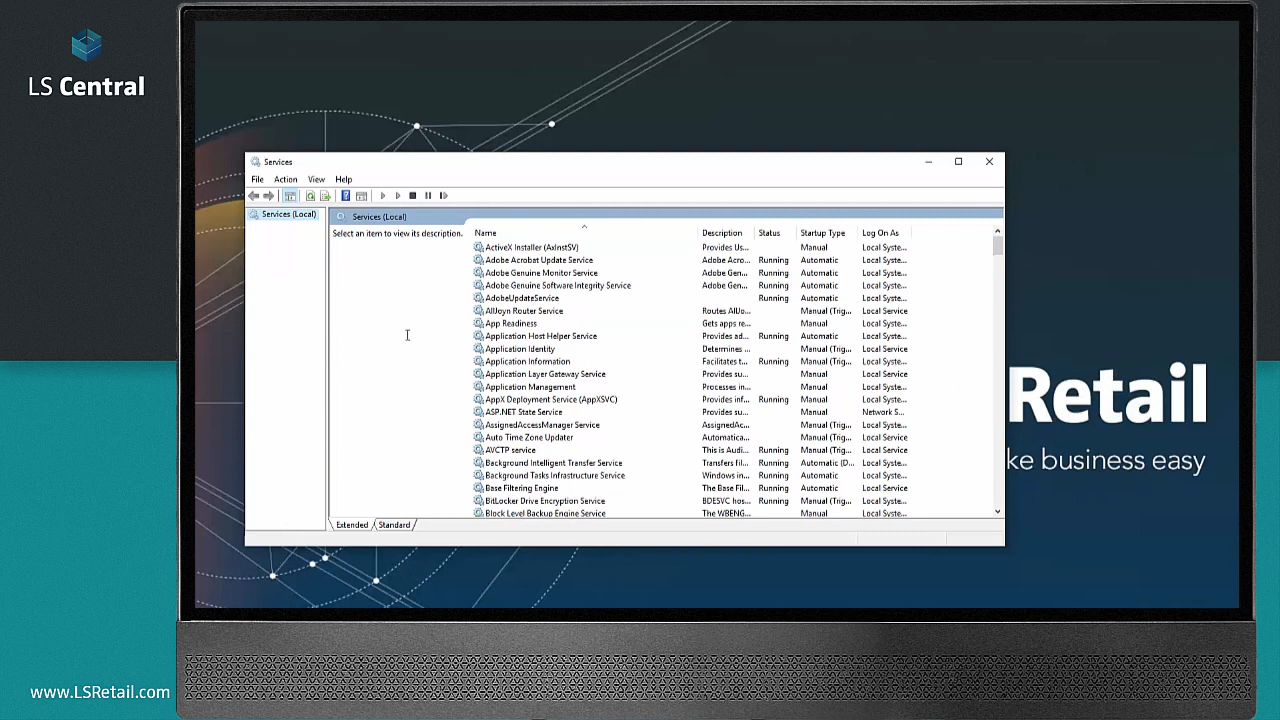 LS Central
Services
File Action View Help
Services (Local)
Services (Local)
Select an item to view its description.
Name Description Status Startup Type Log On As
ActiveX Installer (AxInstSV) Provides Us... Manual Local Syste...
Adobe Acrobat Update Service Adobe Acro... Running Automatic Local Syste...
Adobe Genuine Monitor Service Adobe Gen... Running Automatic Local Syste...
Adobe Genuine Software Integrity Service Adobe Gen... Running Automatic Local Syste...
AdobeUpdateService Running Automatic Local Syste...
AllJoyn Router Service Routes AllJo... Manual (Trig... Local Service
App Readiness Gets apps re... Manual Local Syste...
Application Host Helper Service Provides ad... Running Automatic Local Syste...
Application Identity Determines ... Manual (Trig... Local Service
Application Information Facilitates t... Running Manual (Trig... Local Syste...
Application Layer Gateway Service Provides su... Manual Local Service
Application Management Processes in... Manual Local Syste...
AppX Deployment Service (AppXSVC) Provides inf... Running Manual Local Syste...
ASP.NET State Service Provides su... Manual Network S...
AssignedAccessManager Service AssignedAc... Manual (Trig... Local Syste...
Auto Time Zone Updater Automatica... Manual (Trig... Local Service
AVCTP service This is Audi... Running Manual (Trig... Local Service
Background Intelligent Transfer Service Transfers fil... Running Automatic (D... Local Syste...
Background Tasks Infrastructure Service Windows in... Running Automatic Local Syste...
Base Filtering Engine The Base Fil... Running Automatic Local Service
BitLocker Drive Encryption Service BDESVC hos... Running Manual (Trig... Local Syste...
Block Level Backup Engine Service The WBENG... Manual Local Syste...
Extended Standard
Retail
ke business easy
www.LSRetail.com